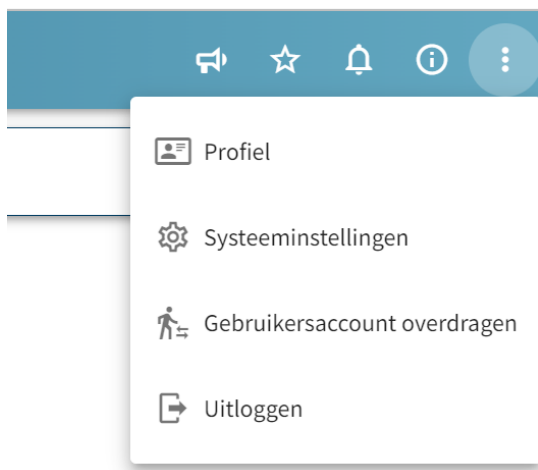 Profiel
Systeeminstellingen
Gebruikersaccount overdragen
Uitloggen